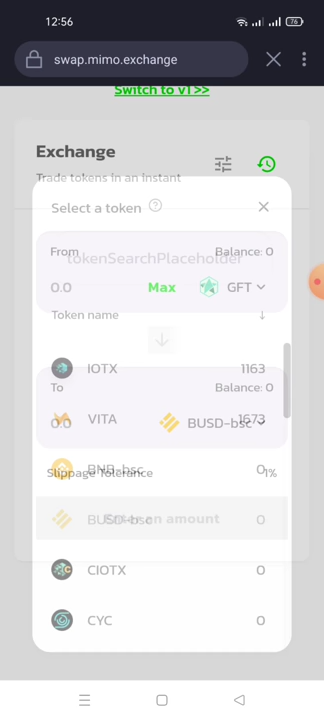 12:56
76
swap.mimo.exchange
Switch to v1 >>
Exchange
Trade tokens in an instant
Select a token ?
From
Balance: 0
tokenSearchPlaceholder
0.0
Max
GFT
Token name ↓
IOTX
1163
To
Balance: 0
VITA
1673
0.0
BUSD-bsc
BNB-bsc
0
Slippage Tolerance
1%
BUSD-bsc
0
Enter an amount
CIOTX
0
CYC
0